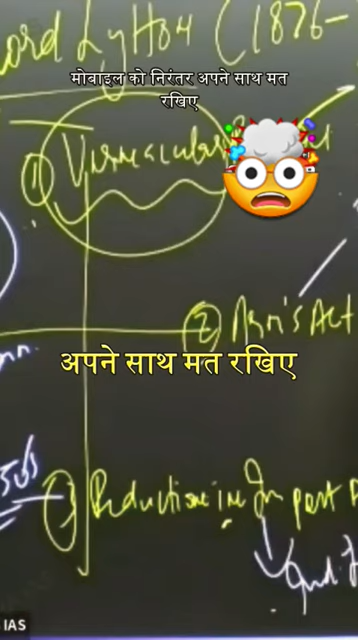 Lord Lytton (1876-
मोबाइल को निरंतर अपने साथ मत
रखिए
① Vernacular
② Arm's Act
अपने साथ मत रखिए
③ Reduction in Import
IAS